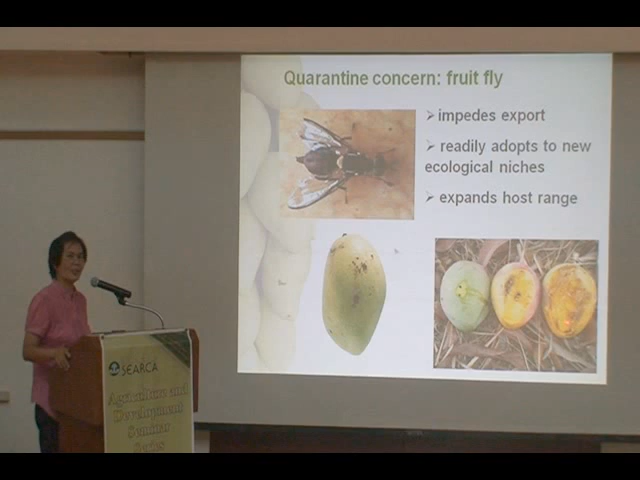 Quarantine concern: fruit fly
➢ impedes export
➢ readily adopts to new
ecological niches
➢ expands host range
SEARCA
Agriculture and
Development
Seminar
Series